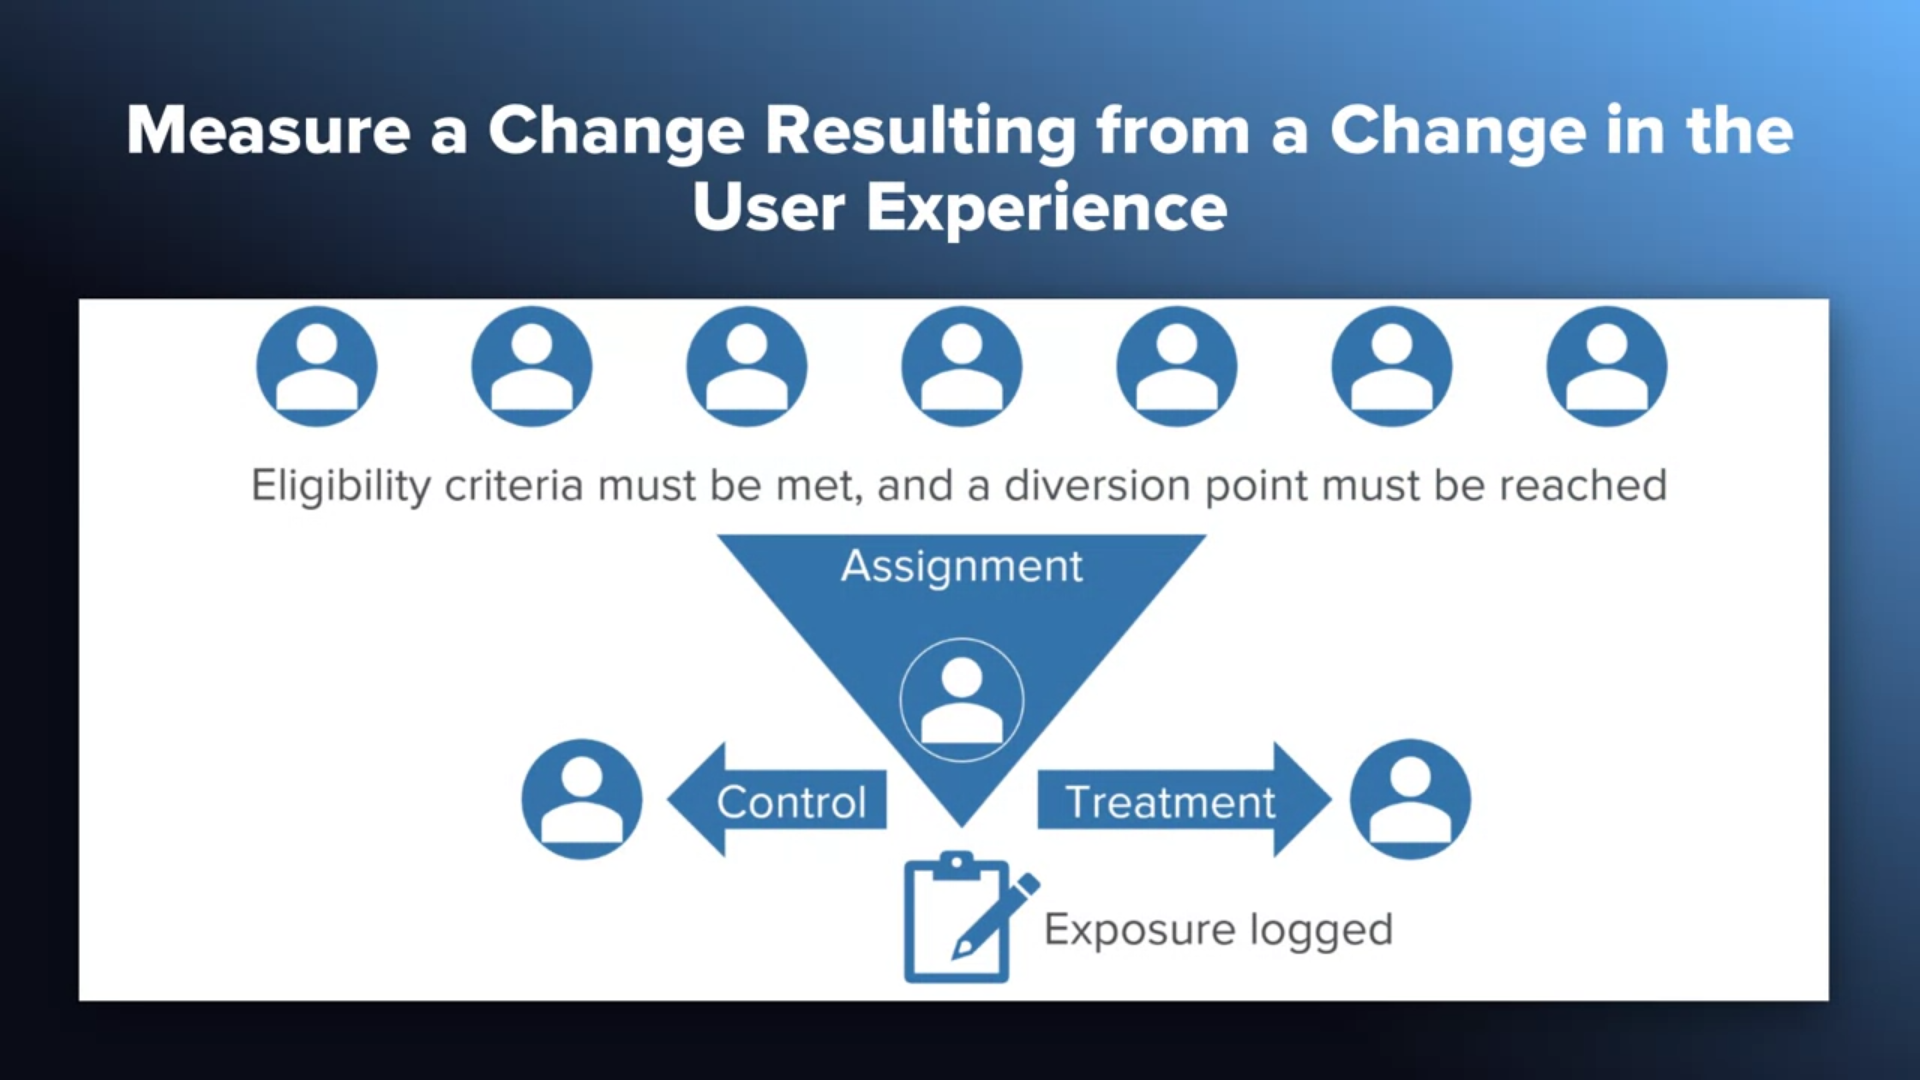 Measure a Change Resulting from a Change in the
User Experience
Eligibility criteria must be met, and a diversion point must be reached
Assignment
Control
Treatment
Exposure logged